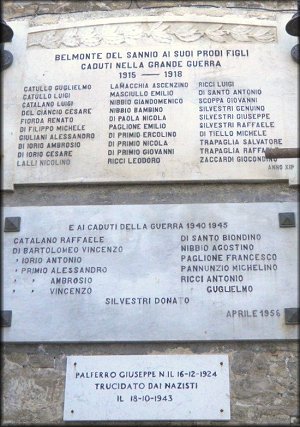 BELMONTE DEL SANNIO AI SUOI PRODI FIGLI
CADUTI NELLA GRANDE GUERRA
1915 — 1918
CATULLO GUGLIELMO LAMACCHIA ASCENZINO RICCI LUIGI
CATULLO LUIGI MASCIULLO EMILIO DI SANTO ANTONIO
CATALANO LUIGI NIBBIO GIANDOMENICO SCOPPA GIOVANNI
DEL CIANCIO CESARE NIBBIO BAMBINO SILVESTRI GENUINO
FIORDA RENATO DI PAOLA NICOLA SILVESTRI GIUSEPPE
DI FILIPPO MICHELE PAGLIONE EMILIO SILVESTRI RAFFAELE
GIULIANI ALESSANDRO DI PRIMIO ERCOLINO DI TIELLO MICHELE
DI IORIO AMBROSIO DI PRIMIO NICOLA TRAPAGLIA SALVATORE
DI IORIO CESARE DI PRIMIO GIOVANNI TRAPAGLIA
LALLI NICOLINO RICCI LEODORO ZACCARDI GIOCONDINO
ANNO XIIº
E AI CADUTI DELLA GUERRA 1940 1945
CATALANO RAFFAELE DI SANTO BIONDINO
DI BARTOLOMEO VINCENZO NIBBIO AGOSTINO
" IORIO ANTONIO PAGLIONE FRANCESCO
" PRIMIO ALESSANDRO PANNUNZIO MICHELINO
" " AMBROSIO RICCI ANTONIO
" " VINCENZO " GUGLIELMO
SILVESTRI DONATO
APRILE 1956
PALFERRO GIUSEPPE N. IL 16-12-1924
TRUCIDATO DAI NAZISTI
IL 18-10-1943